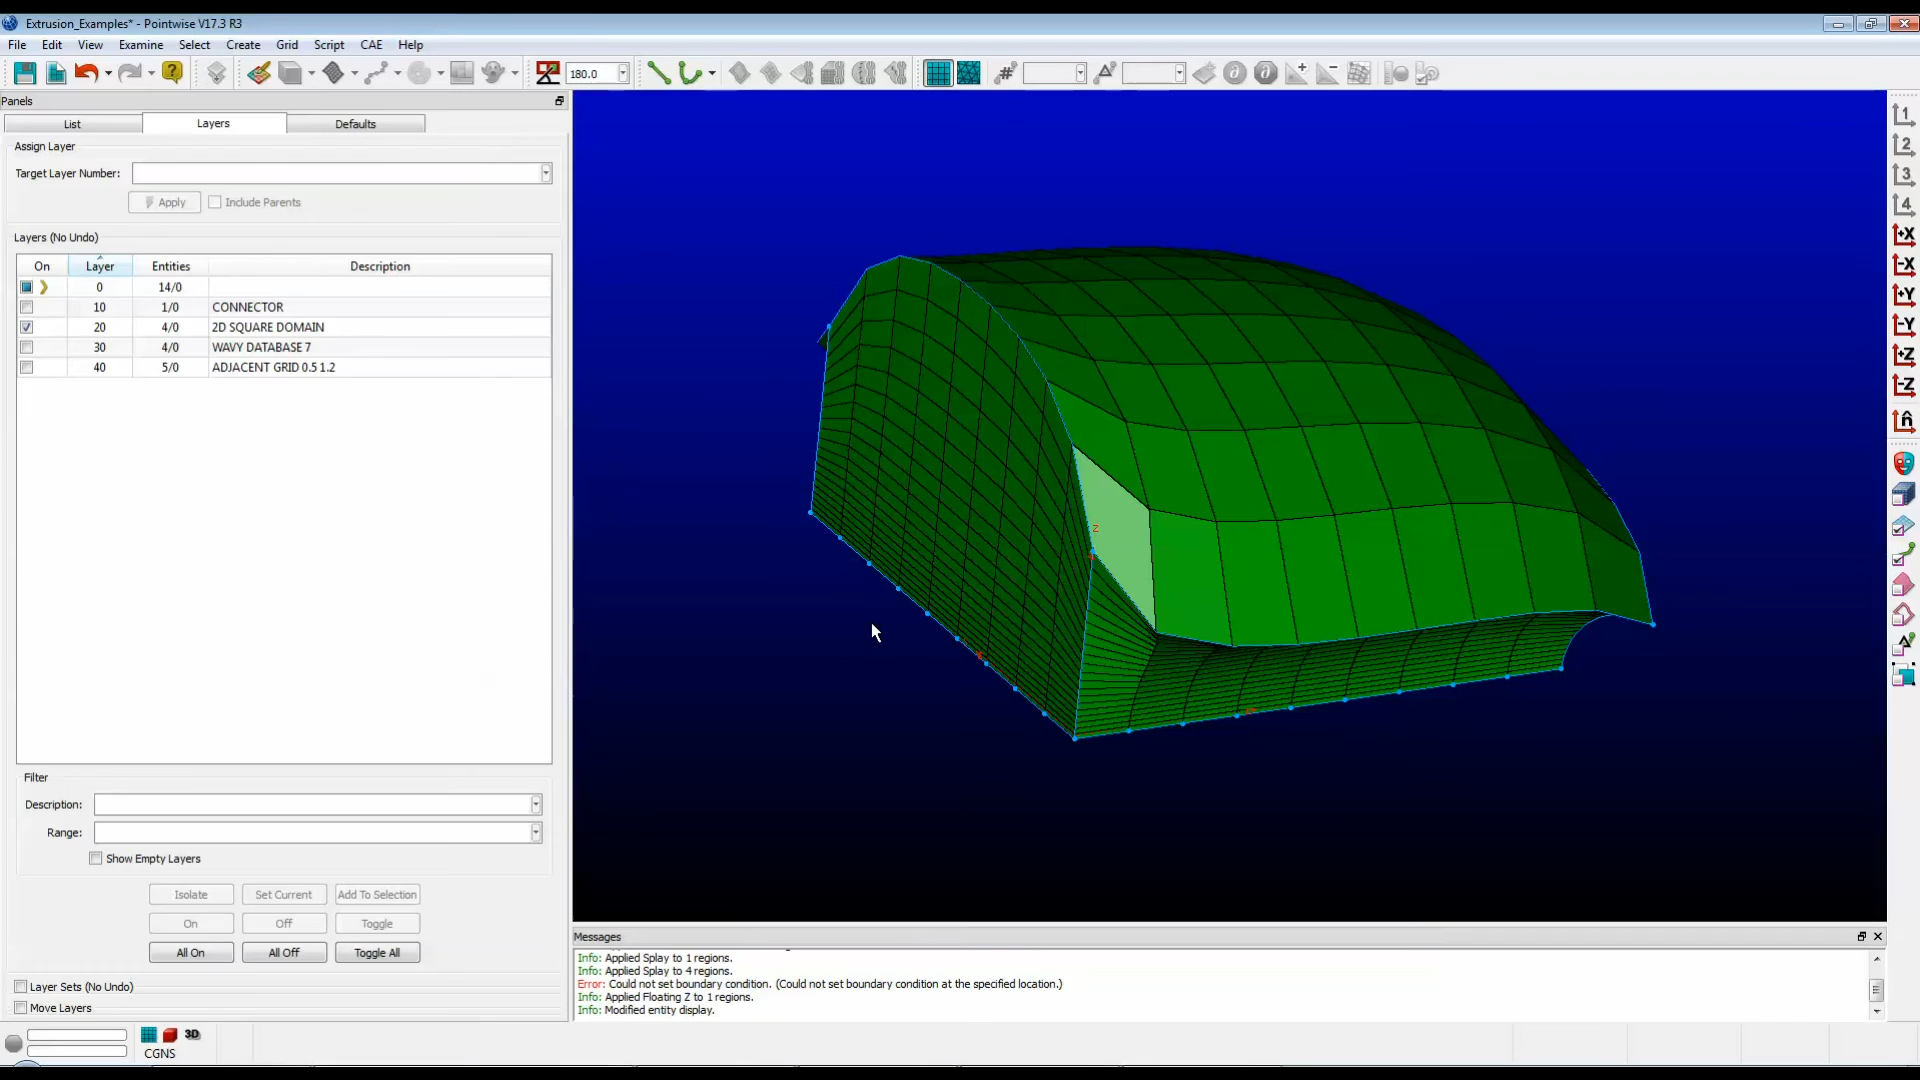 Extrusion_Examples* - Pointwise V17.3 R3
File Edit View Examine Select Create Grid Script CAE Help
180.0
Panels
List Layers Defaults
Assign Layer
Target Layer Number:
Apply Include Parents
Layers (No Undo)
On Layer Entities Description
0 14/0
10 1/0 CONNECTOR
20 4/0 2D SQUARE DOMAIN
30 4/0 WAVY DATABASE 7
40 5/0 ADJACENT GRID 0.5 1.2
Filter
Description:
Range:
Show Empty Layers
Isolate Set Current Add To Selection
On Off Toggle
All On All Off Toggle All
Layer Sets (No Undo)
Move Layers
3D
CGNS
Z
Messages
Info: Applied Splay to 1 regions.
Info: Applied Splay to 4 regions.
Error: Could not set boundary condition. (Could not set boundary condition at the specified location.)
Info: Applied Floating Z to 1 regions.
Info: Modified entity display.
1
2
3
4
+X
-X
+Y
-Y
+Z
-Z
n̂